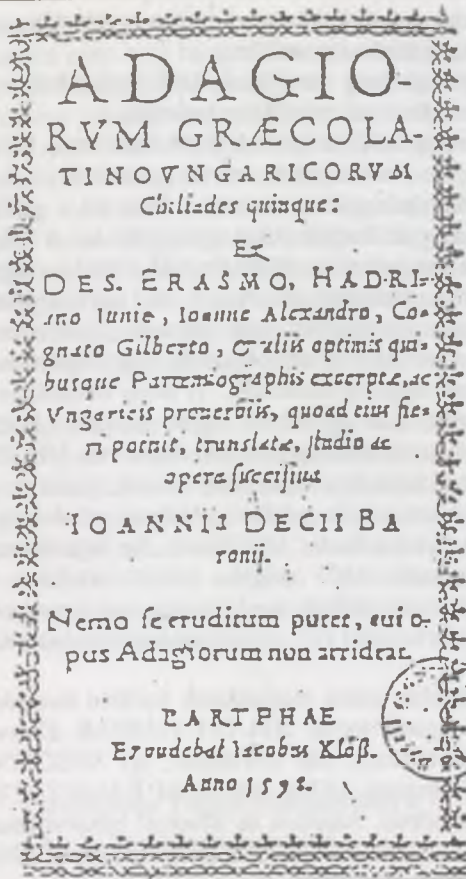 ADAGIO-
RVM GRÆCOLA-
TINOVNGARICORVM
Chiliades quinque:
Ex
DES. ERASMO, HADRI-
ano Iunio, Ioanne Alexandro, Co-
gnato Gilberto, & aliis optimis qui-
busque Parœmiographis excerptæ, ac
Vngaricis prouerbiis, quoad eius fie-
ri potuit, translatæ, studio ac
opera succisiua
IOANNIS DECII BA
ronii.
Nemo se eruditum putet, cui o-
pus Adagiorum non arrideat.
BARTPHAE
Excudebat Iacobus Klöß.
Anno 1598.